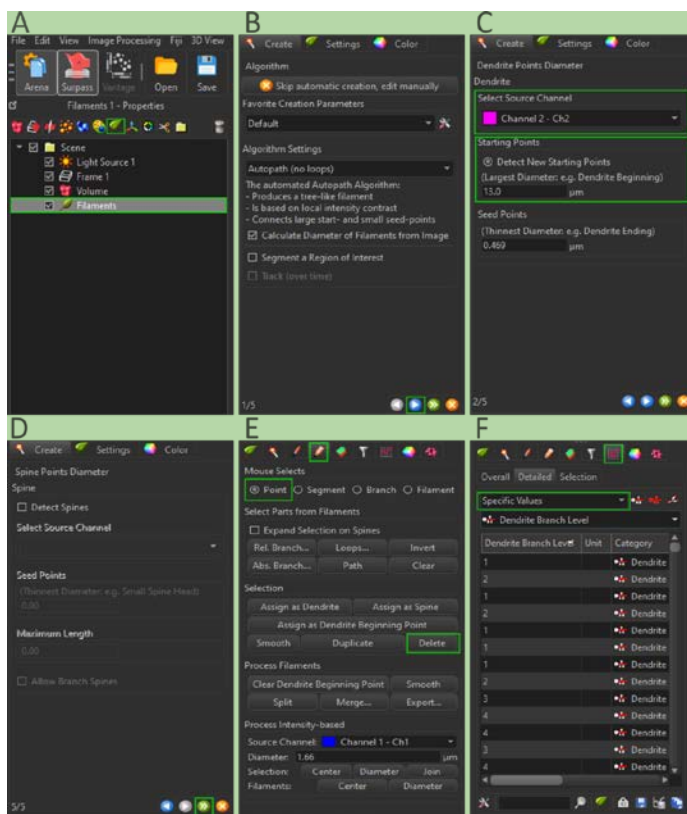 A
File Edit View Image Processing Fiji 3D View
Arena Surpass Vantage Open Save
Filaments 1 - Properties
Scene
Light Source 1
Frame 1
Volume
Filaments
B
Create Settings Color
Algorithm
Skip automatic creation, edit manually
Favorite Creation Parameters
Default
Algorithm Settings
Autopath (no loops)
The automated Autopath Algorithm:
- Produces a tree-like filament
- Is based on local intensity contrast
- Connects large start- and small seed-points
Calculate Diameter of Filaments from Image
Segment a Region of Interest
Track (over time)
1/5
C
Create Settings Color
Dendrite Points Diameter
Dendrite
Select Source Channel
Channel 2 - Ch2
Starting Points
Detect New Starting Points
(Largest Diameter: e.g. Dendrite Beginning)
13.0 μm
Seed Points
(Thinnest Diameter: e.g. Dendrite Ending)
0.469 μm
2/5
D
Create Settings Color
Spine Points Diameter
Spine
Detect Spines
Select Source Channel
Seed Points
(Thinnest Diameter: e.g. Small Spine Head)
0.00
Maximum Length
0.00
Allow Branch Spines
5/5
E
Mouse Selects
Point Segment Branch Filament
Select Parts from Filaments
Expand Selection on Spines
Rel. Branch... Loops... Invert
Abs. Branch... Path Clear
Selection
Assign as Dendrite Assign as Spine
Assign as Dendrite Beginning Point
Smooth Duplicate Delete
Process Filaments
Clear Dendrite Beginning Point Smooth
Split Merge... Export...
Process Intensity-based
Source Channel: Channel 1 - Ch1
Diameter: 1.66 μm
Selection: Center Diameter Join
Filaments: Center Diameter
F
Overall Detailed Selection
Specific Values
Dendrite Branch Level
Dendrite Branch Level Unit Category
1 Dendrite
2 Dendrite
1 Dendrite
2 Dendrite
1 Dendrite
1 Dendrite
1 Dendrite
2 Dendrite
3 Dendrite
4 Dendrite
4 Dendrite
3 Dendrite
4 Dendrite